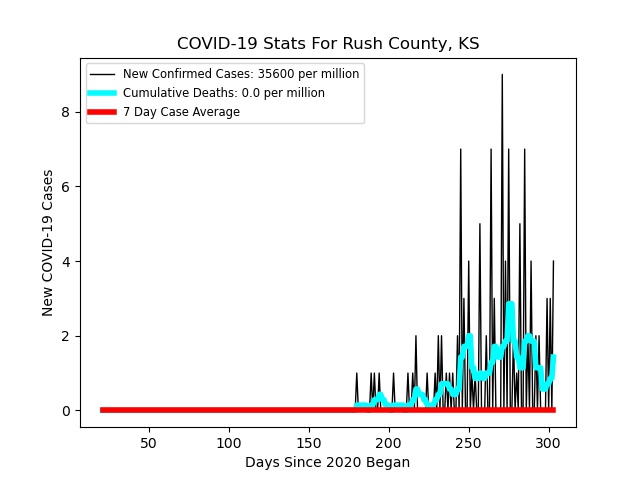 COVID-19 Stats For Rush County, KS
New Confirmed Cases: 35600 per million
Cumulative Deaths: 0.0 per million
7 Day Case Average
New COVID-19 Cases
8
6
4
2
0
50 100 150 200 250 300
Days Since 2020 Began